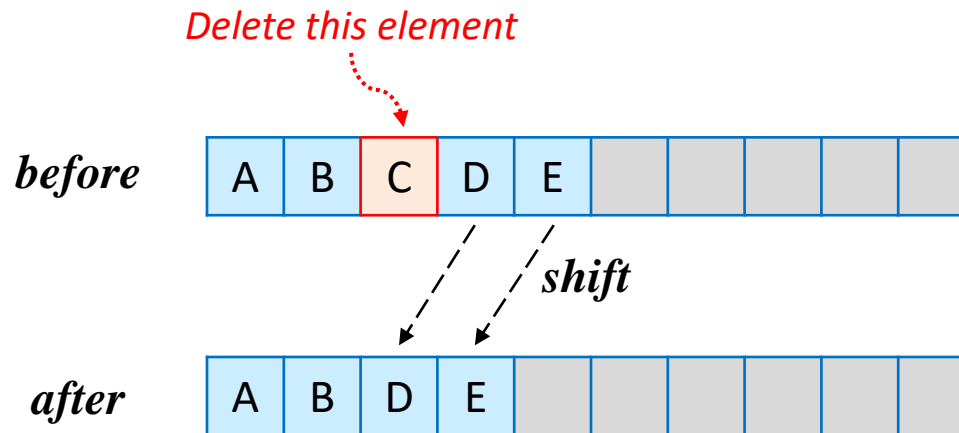 Delete this element
before A B C D E
shift
after A B D E